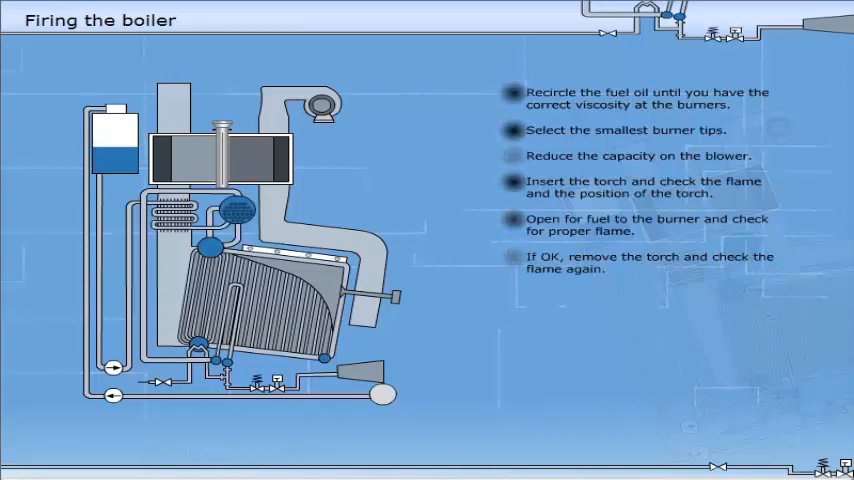 Firing the boiler
Recircle the fuel oil until you have the
correct viscosity at the burners.
Select the smallest burner tips.
Reduce the capacity on the blower.
Insert the torch and check the flame
and the position of the torch.
Open for fuel to the burner and check
for proper flame.
If OK, remove the torch and check the
flame again.